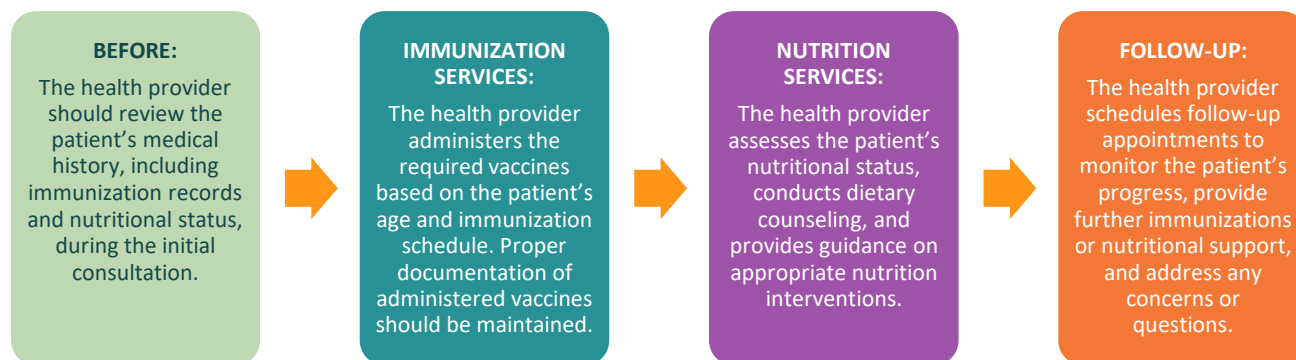 BEFORE:
The health provider
should review the
patient’s medical
history, including
immunization records
and nutritional status,
during the initial
consultation.
IMMUNIZATION
SERVICES:
The health provider
administers the
required vaccines
based on the patient’s
age and immunization
schedule. Proper
documentation of
administered vaccines
should be maintained.
NUTRITION
SERVICES:
The health provider
assesses the patient’s
nutritional status,
conducts dietary
counseling, and
provides guidance on
appropriate nutrition
interventions.
FOLLOW-UP:
The health provider
schedules follow-up
appointments to
monitor the patient’s
progress, provide
further immunizations
or nutritional support,
and address any
concerns or
questions.